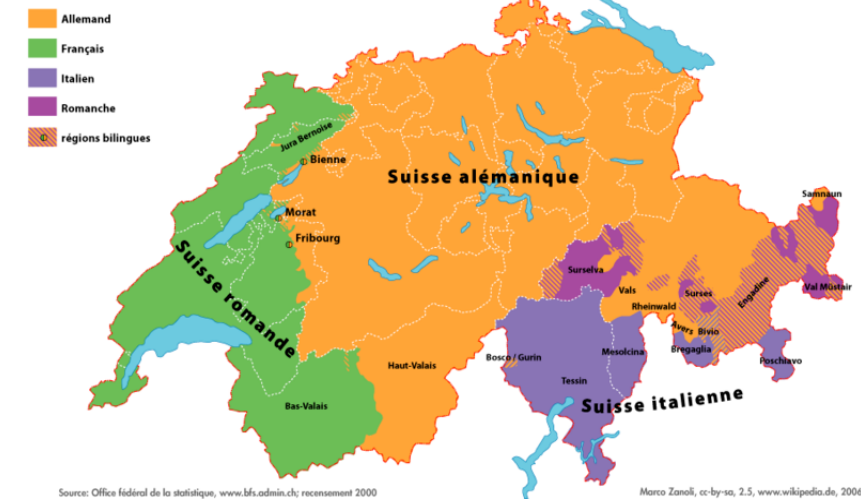 Allemand
Français
Italien
Romanche
régions bilingues
Jura Bernoise
Bienne
Suisse alémanique
Morat
Fribourg
Suisse romande
Samnaun
Surselva
Vals
Rheinwald
Surses
Engadine
Val Müstair
Avers
Bivio
Bregaglia
Poschiavo
Bosco / Gurin
Mesolcina
Haut-Valais
Tessin
Suisse italienne
Bas-Valais
Source: Office fédéral de la statistique, www.bfs.admin.ch; recensement 2000
Marco Zanoli, cc-by-sa, 2.5, www.wikipedia.de, 2006